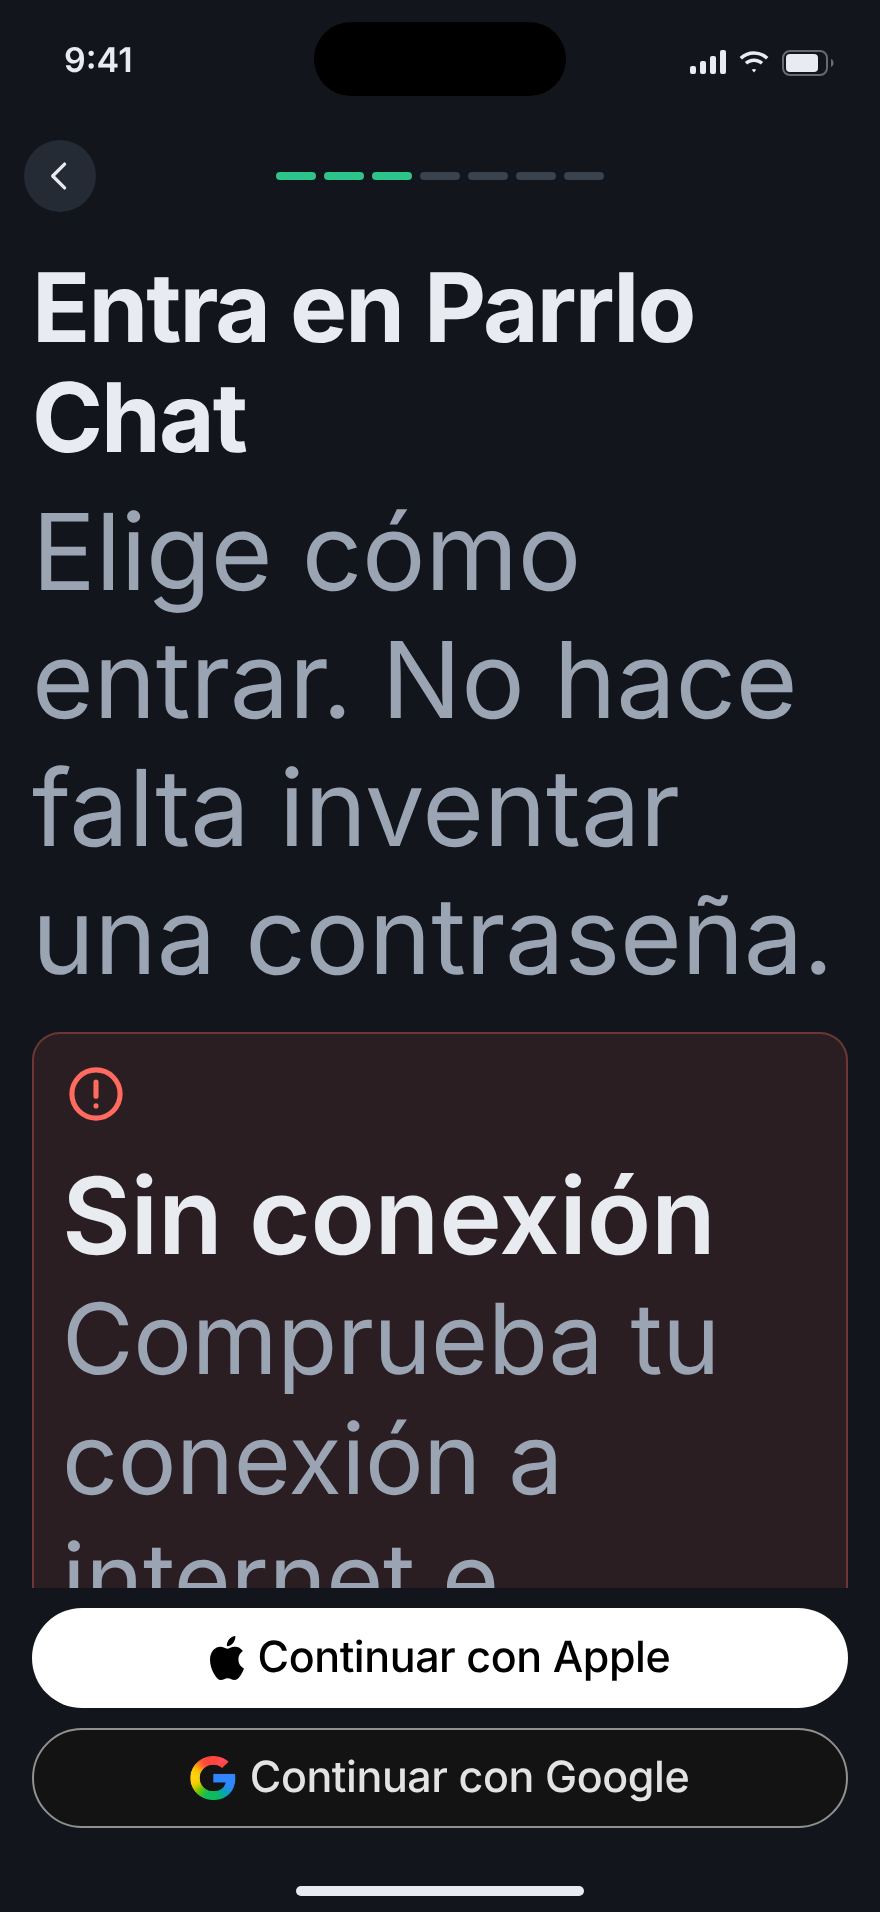 9:41
Entra en Parrlo
Chat
Elige cómo
entrar. No hace
falta inventar
una contraseña.
Sin conexión
Comprueba tu
conexión a
internet e
Continuar con Apple
Continuar con Google